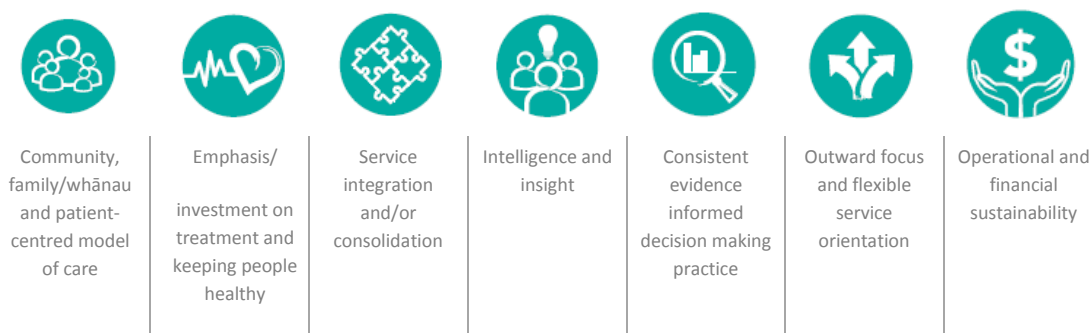 Community,
family/whānau
and patient-
centred model
of care
Emphasis/
investment on
treatment and
keeping people
healthy
Service
integration
and/or
consolidation
Intelligence and
insight
Consistent
evidence
informed
decision making
practice
Outward focus
and flexible
service
orientation
$
Operational and
financial
sustainability